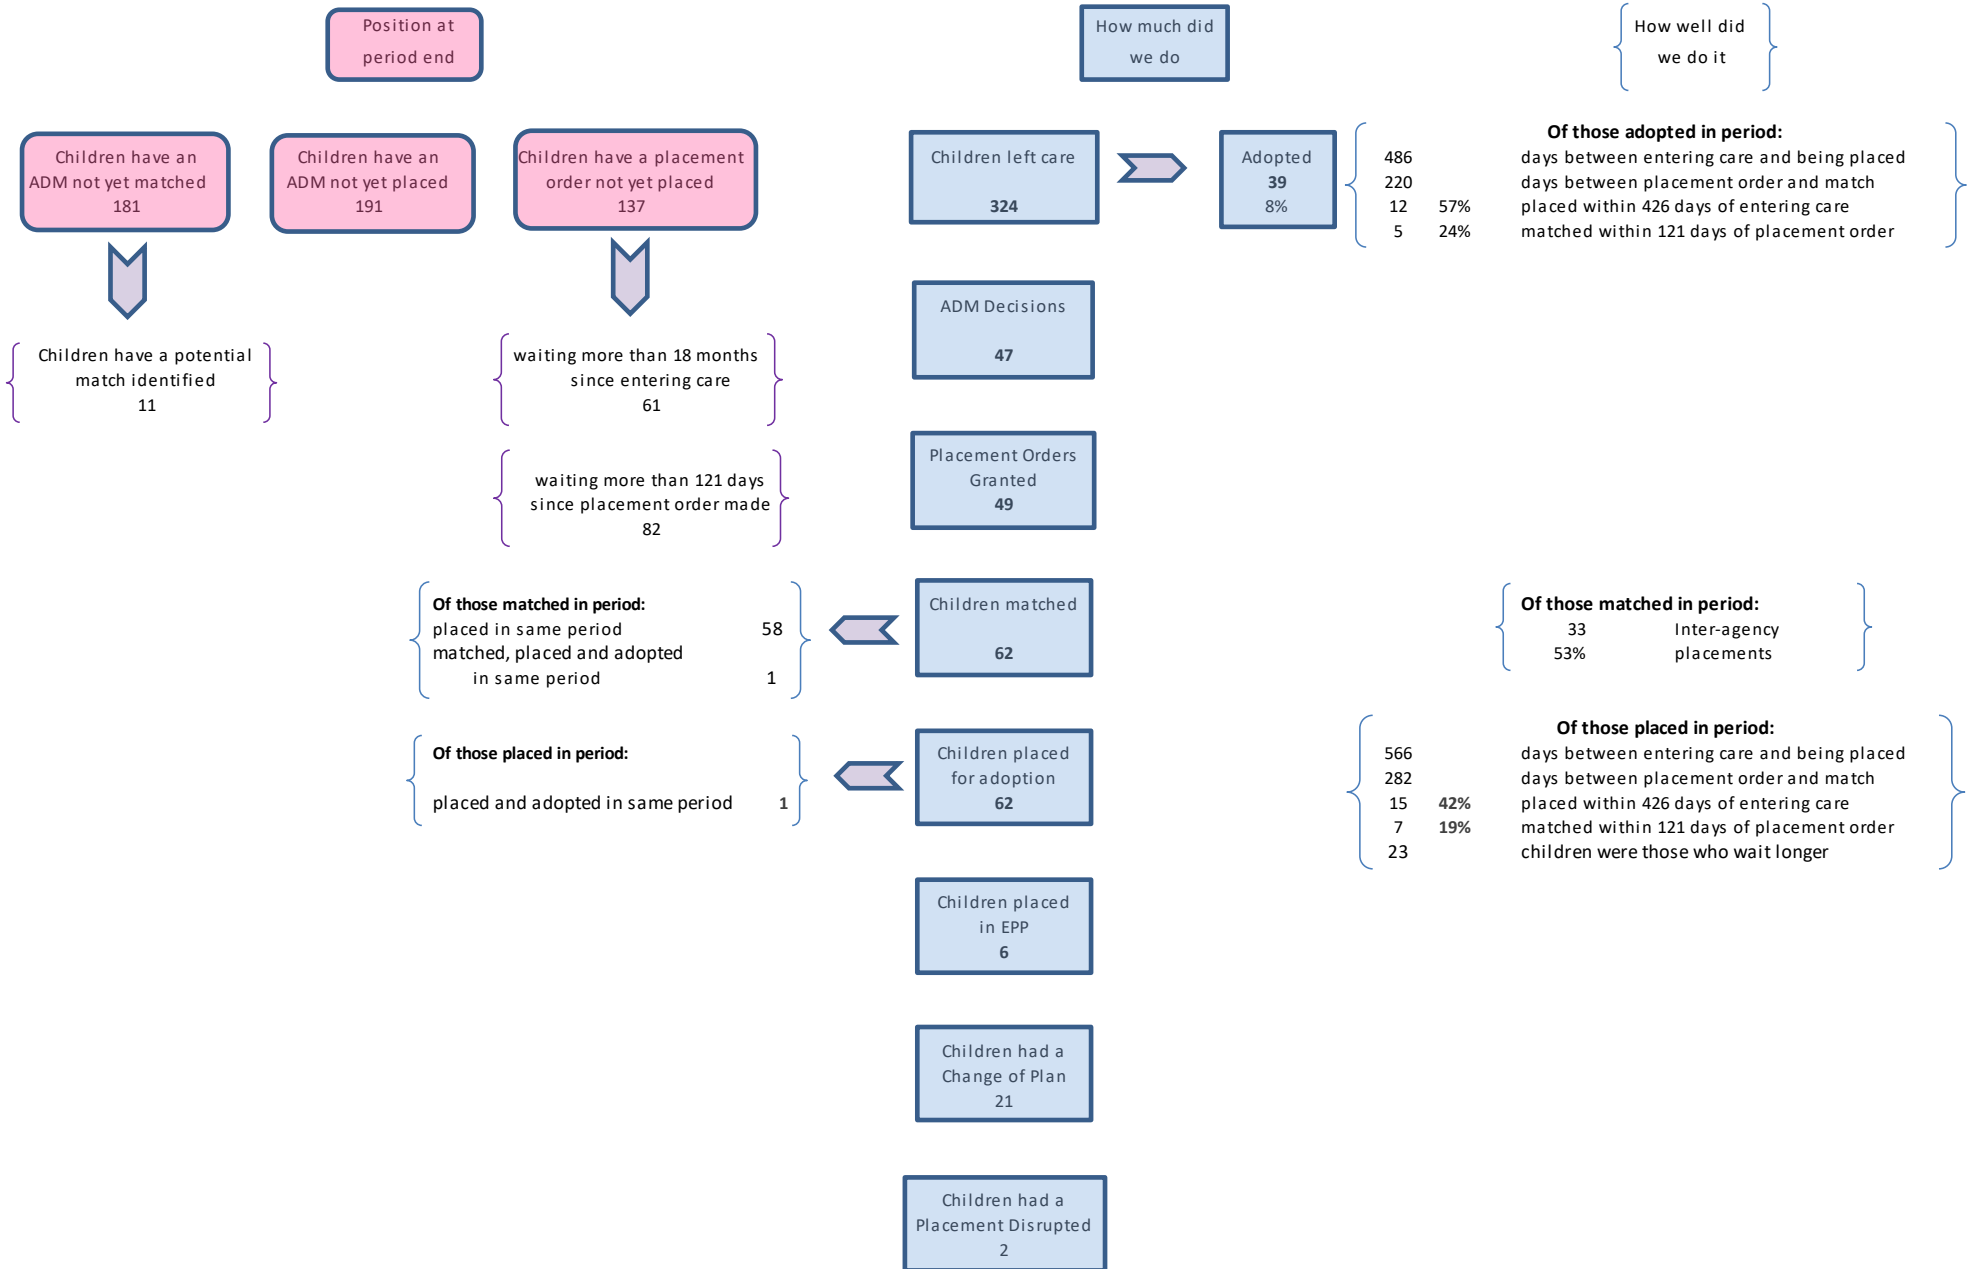 Position at
period end
How much did
we do
How well did
we do it
Children have an
ADM not yet matched
181
Children have an
ADM not yet placed
191
Children have a placement
order not yet placed
137
Children left care
324
Adopted
39
8%
Of those adopted in period:
486 days between entering care and being placed
220 days between placement order and match
12 57% placed within 426 days of entering care
5 24% matched within 121 days of placement order
Children have a potential
match identified
11
waiting more than 18 months
since entering care
61
waiting more than 121 days
since placement order made
82
ADM Decisions
47
Placement Orders
Granted
49
Of those matched in period:
placed in same period 58
matched, placed and adopted
in same period 1
Children matched
62
Of those matched in period:
33 Inter-agency
53% placements
Of those placed in period:
placed and adopted in same period 1
Children placed
for adoption
62
Of those placed in period:
566 days between entering care and being placed
282 days between placement order and match
15 42% placed within 426 days of entering care
7 19% matched within 121 days of placement order
23 children were those who wait longer
Children placed
in EPP
6
Children had a
Change of Plan
21
Children had a
Placement Disrupted
2